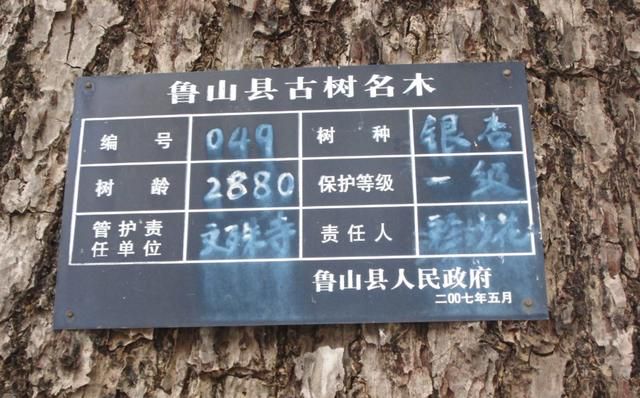 鲁山县古树名木
编 号 049 树 种 银杏
树 龄 2880 保护等级 一级
管护责任单位 文殊寺 责任人
鲁山县人民政府
二00七年五月